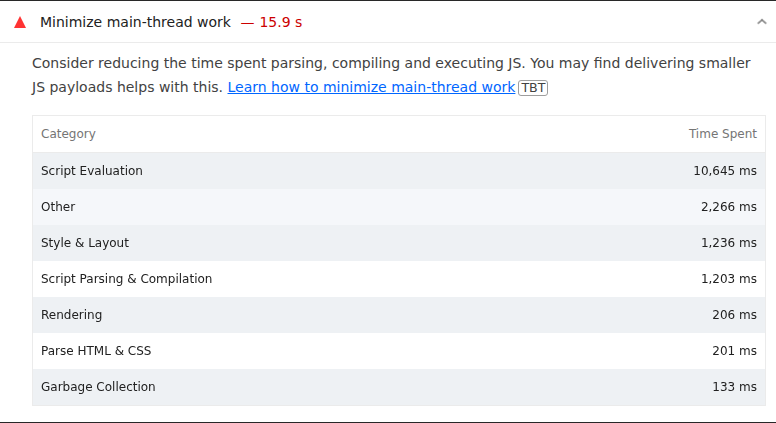 Minimize main-thread work — 15.9 s
Consider reducing the time spent parsing, compiling and executing JS. You may find delivering smaller
JS payloads helps with this. Learn how to minimize main-thread work TBT
Category Time Spent
Script Evaluation 10,645 ms
Other 2,266 ms
Style & Layout 1,236 ms
Script Parsing & Compilation 1,203 ms
Rendering 206 ms
Parse HTML & CSS 201 ms
Garbage Collection 133 ms